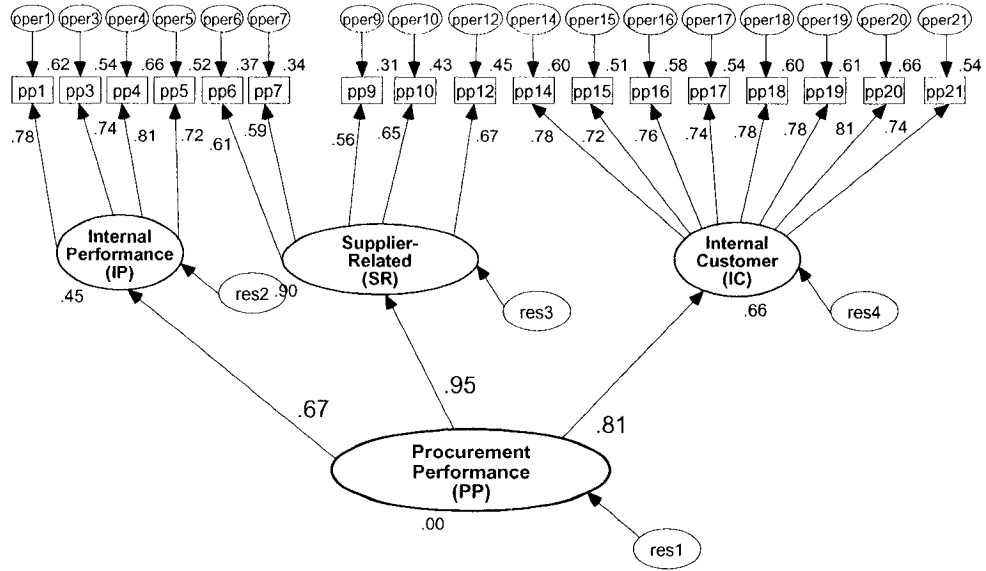 pper1 pper3 pper4 pper5 pper6 pper7 pper9 pper10 pper12 pper14 pper15 pper16 pper17 pper18 pper19 pper20 pper21
.62 .54 .66 .52 .37 .34 .31 .43 .45 .60 .51 .58 .54 .60 .61 .66 .54
pp1 pp3 pp4 pp5 pp6 pp7 pp9 pp10 pp12 pp14 pp15 pp16 pp17 pp18 pp19 pp20 pp21
.78 .74 .81 .72 .61 .59 .56 .65 .67 .78 .72 .76 .74 .78 .78 81 .74
Internal
Performance
(IP)
.45
res2
Supplier-
Related
(SR)
.90
res3
Internal
Customer
(IC)
.66
res4
.67
.95
.81
Procurement
Performance
(PP)
.00
res1